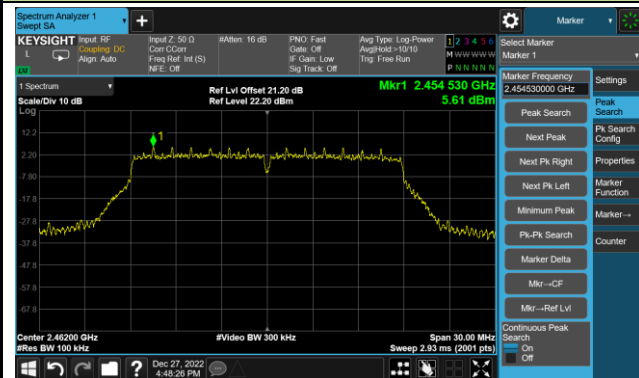 Spectrum Analyzer 1
Swept SA
Marker
KEYSIGHT
L
Input: RF
Coupling: DC
Align: Auto
Input Z: 50 Ω
Corr CCorr
Freq Ref: Int (S)
NFE: Off
#Atten: 16 dB
PNO: Fast
Gate: Off
IF Gain: Low
Sig Track: Off
Avg Type: Log-Power
Avg|Hold:>10/10
Trig: Free Run
1 2 3 4 5 6
M W W W W W
P N N N N N
Select Marker
Marker 1
1 Spectrum
Scale/Div 10 dB
Log
Ref Lvl Offset 21.20 dB
Ref Level 22.20 dBm
Mkr1 2.454 530 GHz
5.61 dBm
12.2
2.20
-7.80
-17.8
-27.8
-37.8
-47.8
-57.8
-67.8
1
Center 2.46200 GHz
#Res BW 100 kHz
#Video BW 300 kHz
Span 30.00 MHz
Sweep 2.93 ms (2001 pts)
Marker Frequency
2.454530000 GHz
Peak Search
Next Peak
Next Pk Right
Next Pk Left
Minimum Peak
Pk-Pk Search
Marker Delta
Mkr→CF
Mkr→Ref Lvl
Continuous Peak
Search
On
Off
Settings
Peak
Search
Pk Search
Config
Properties
Marker
Function
Marker→
Counter
?
Dec 27, 2022
4:48:26 PM